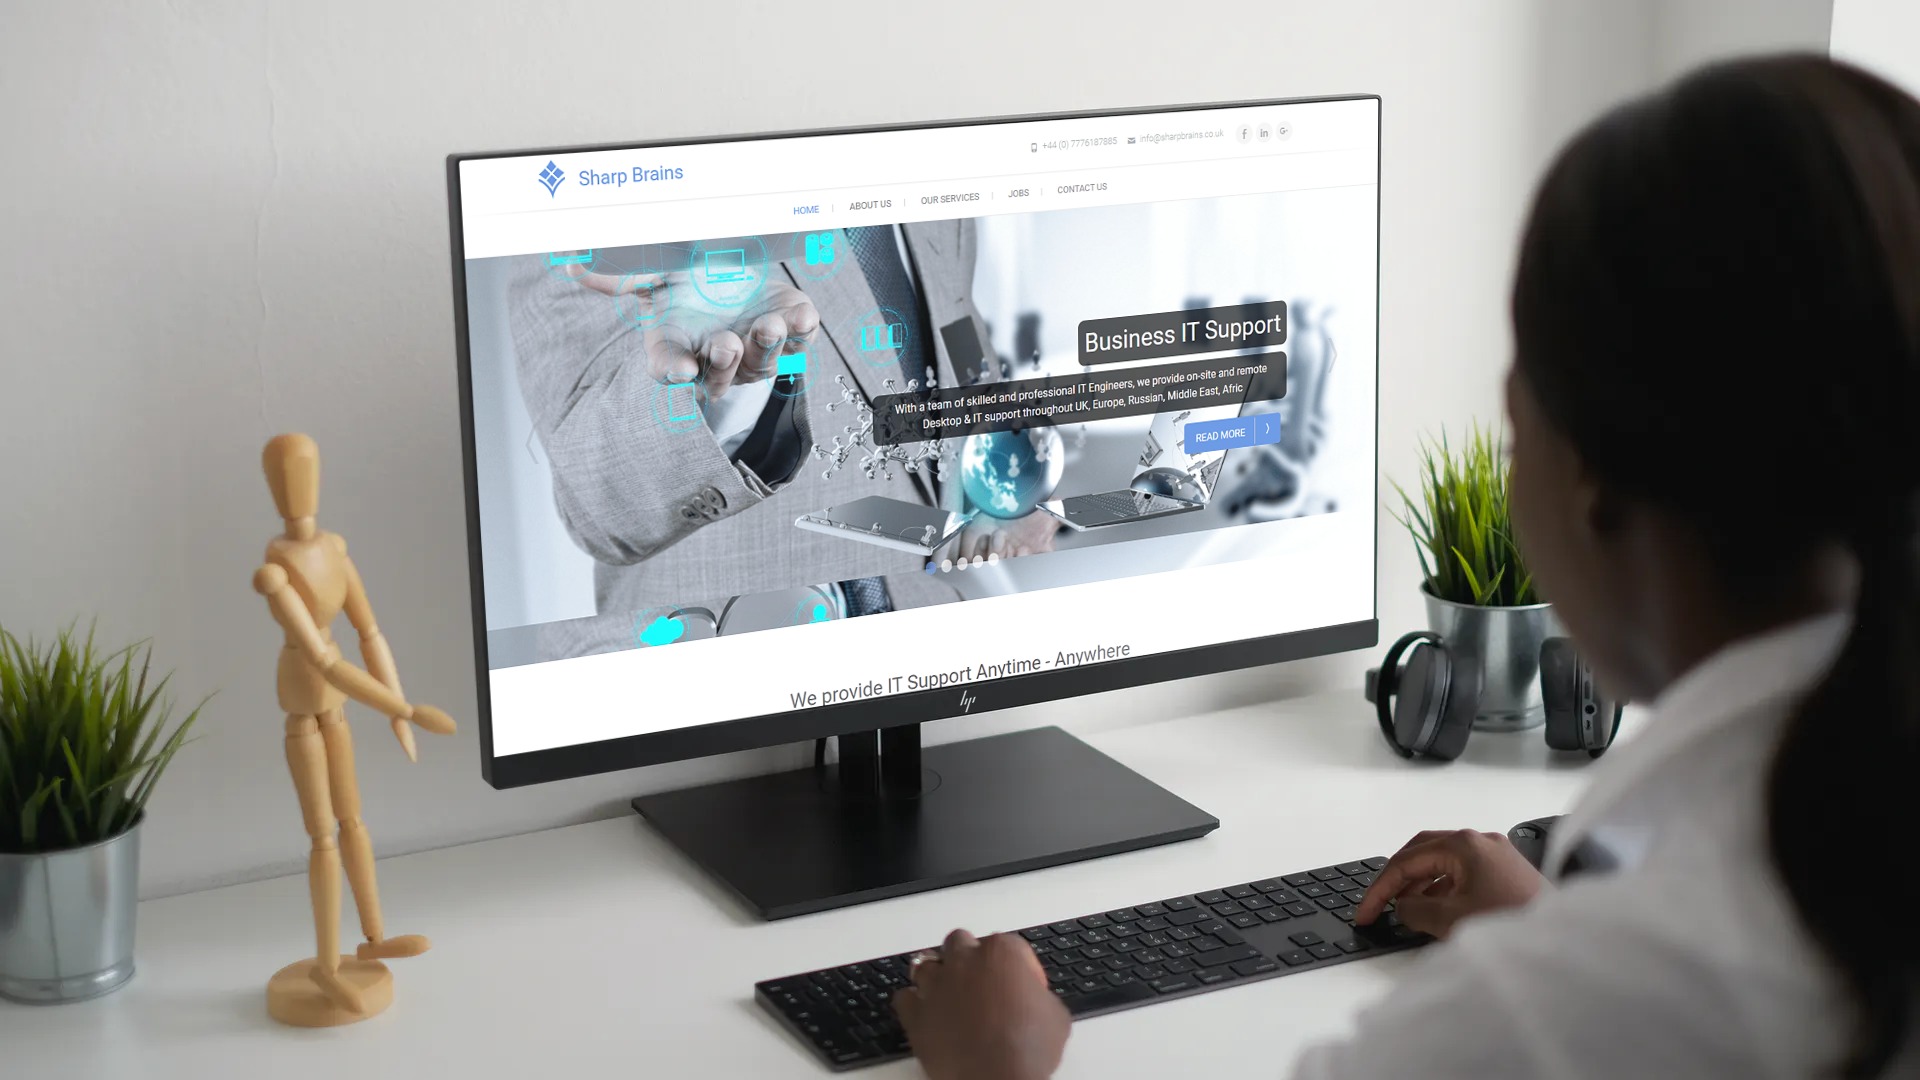 Sharp Brains
+44 (0) 7776187885 info@sharpbrains.co.uk f in G+
HOME | ABOUT US | OUR SERVICES | JOBS | CONTACT US
Business IT Support
With a team of skilled and professional IT Engineers, we provide on-site and remote
Desktop & IT support throughout UK, Europe, Russian, Middle East, Afric
READ MORE
We provide IT Support Anytime - Anywhere
hp